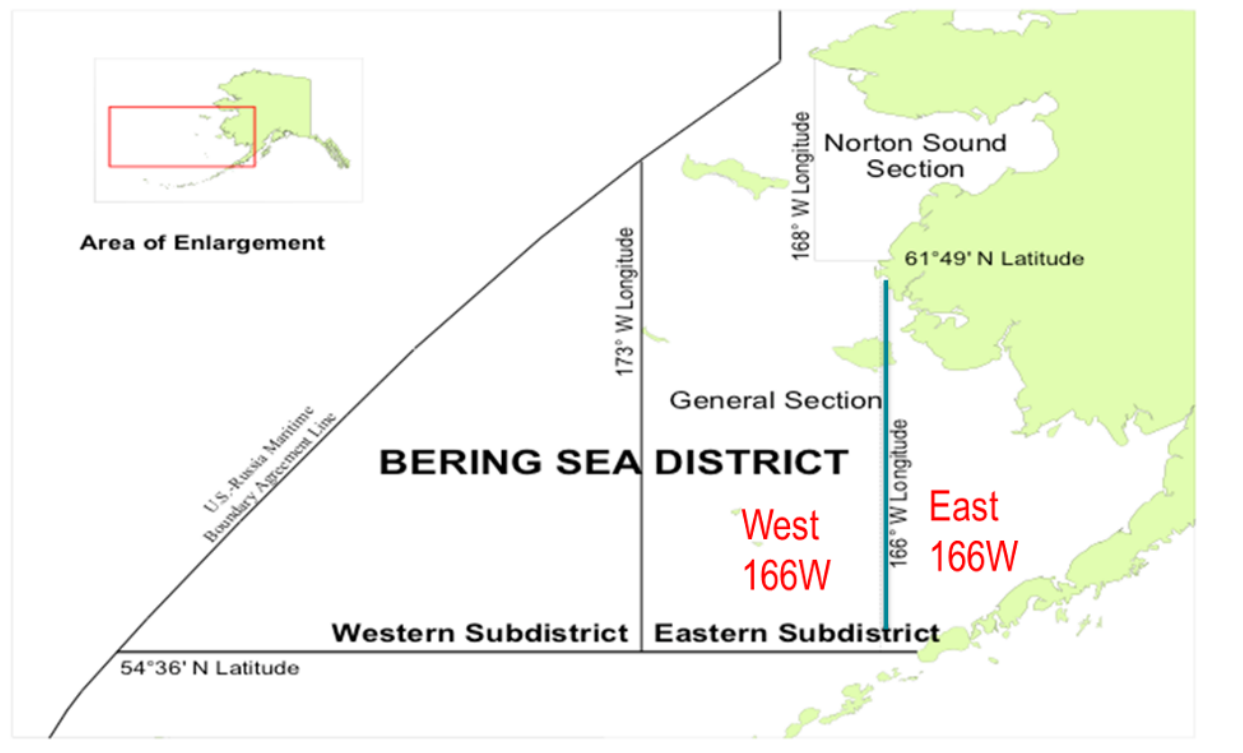 Norton Sound
Section
168° W Longitude
Area of Enlargement
61°49' N Latitude
173° W Longitude
General Section
U.S.-Russia Maritime
Boundary Agreement Line
BERING SEA DISTRICT
166° W Longitude
West
166W
East
166W
Western Subdistrict
Eastern Subdistrict
54°36' N Latitude